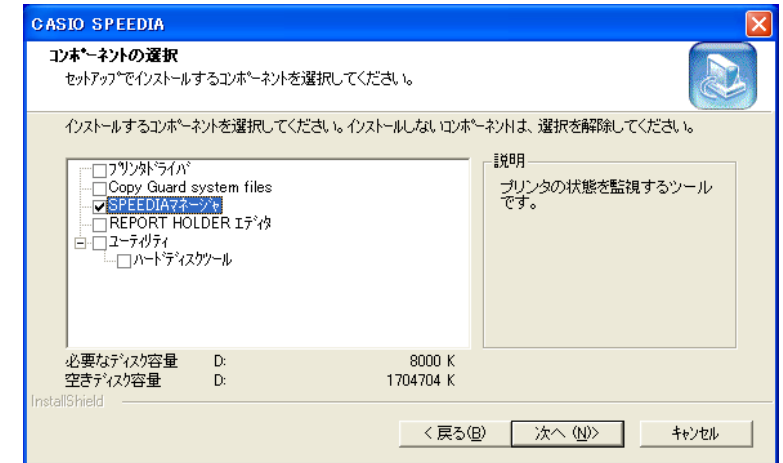 CASIO SPEEDIA
コンポーネントの選択
セットアップでインストールするコンポーネントを選択してください。
インストールするコンポーネントを選択してください。インストールしないコンポーネントは、選択を解除してください。
プリンタドライバ
Copy Guard system files
SPEEDIAマネージャ
REPORT HOLDER エディタ
ユーティリティ
ハードディスクツール
説明
プリンタの状態を監視するツール
です。
必要なディスク容量 D: 8000 K
空きディスク容量 D: 1704704 K
InstallShield
< 戻る(B) 次へ (N)> キャンセル